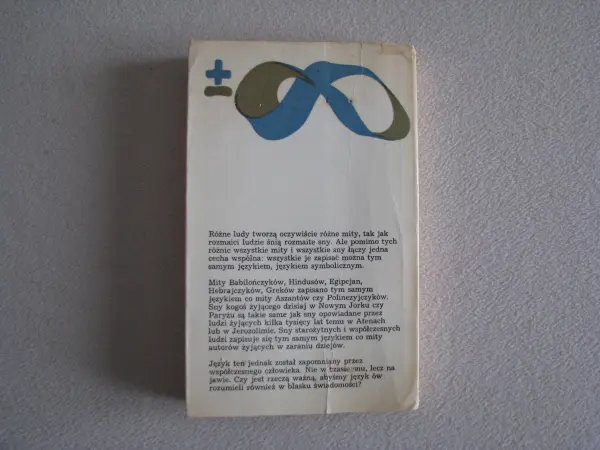 ±
Różne ludy tworzą oczywiście różne mity, tak jak
rozmaici ludzie śnią rozmaite sny. Ale pomimo tych
różnic wszystkie mity i wszystkie sny łączy jedna
cecha wspólna: wszystkie je zapisać można tym
samym językiem, językiem symbolicznym.
Mity Babilończyków, Hindusów, Egipcjan,
Hebrajczyków, Greków zapisano tym samym
językiem co mity Aszantów czy Polinezyjczyków.
Sny kogoś żyjącego dzisiaj w Nowym Jorku czy
Paryżu są takie same jak sny opowiadane przez
ludzi żyjących kilka tysięcy lat temu w Atenach
lub w Jerozolimie. Sny starożytnych i współczesnych
ludzi zapisuje się tym samym językiem co mity
autorów żyjących w zaraniu dziejów.
Język ten jednak został zapomniany przez
współczesnego człowieka. Nie w czasie snu, lecz na
jawie. Czy jest rzeczą ważną, abyśmy język ów
rozumieli również w blasku świadomości?